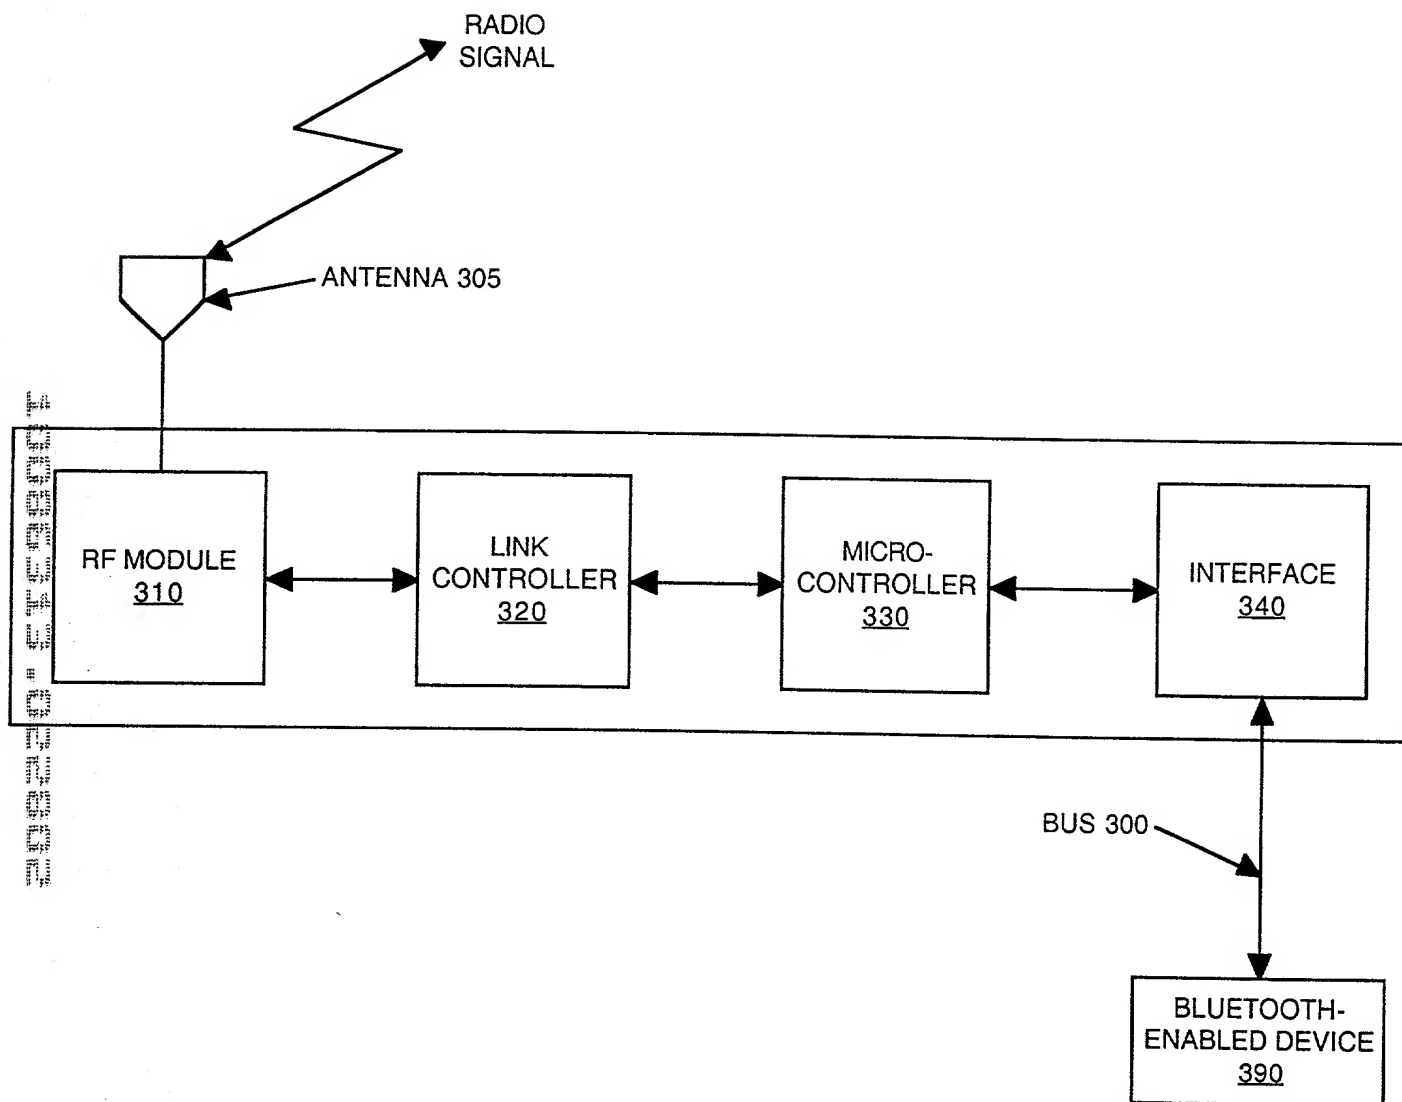 RADIO
SIGNAL
ANTENNA 305
RF MODULE
310
LINK
CONTROLLER
320
MICRO-
CONTROLLER
330
INTERFACE
340
BUS 300
BLUETOOTH-
ENABLED DEVICE
390